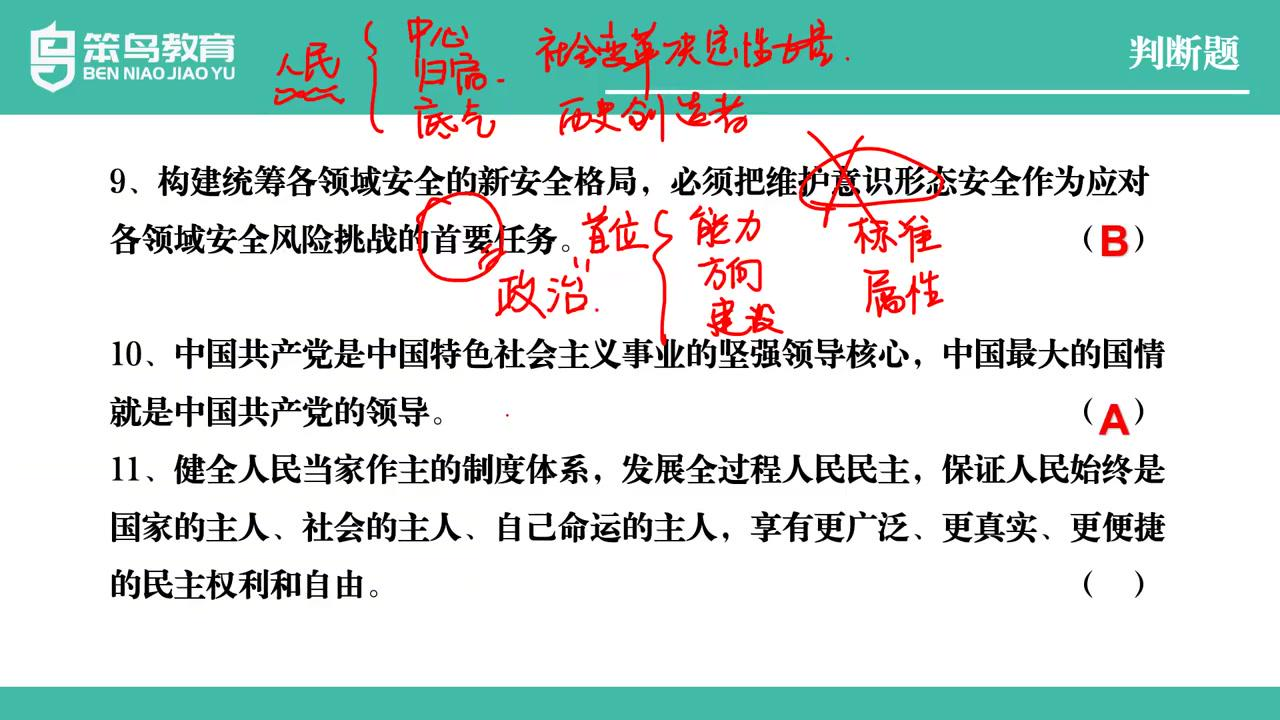 笨鸟教育
BEN NIAO JIAO YU
判断题
人民
中心 社会变革决定性力量.
归宿.
底气 历史创造者
9、构建统筹各领域安全的新安全格局，必须把维护意识形态安全作为应对
各领域安全风险挑战的首要任务。 （B）
首位 能力 标准
政治. 方向 属性
建设
10、中国共产党是中国特色社会主义事业的坚强领导核心，中国最大的国情
就是中国共产党的领导。 （A）
11、健全人民当家作主的制度体系，发展全过程人民民主，保证人民始终是
国家的主人、社会的主人、自己命运的主人，享有更广泛、更真实、更便捷
的民主权利和自由。 （ ）